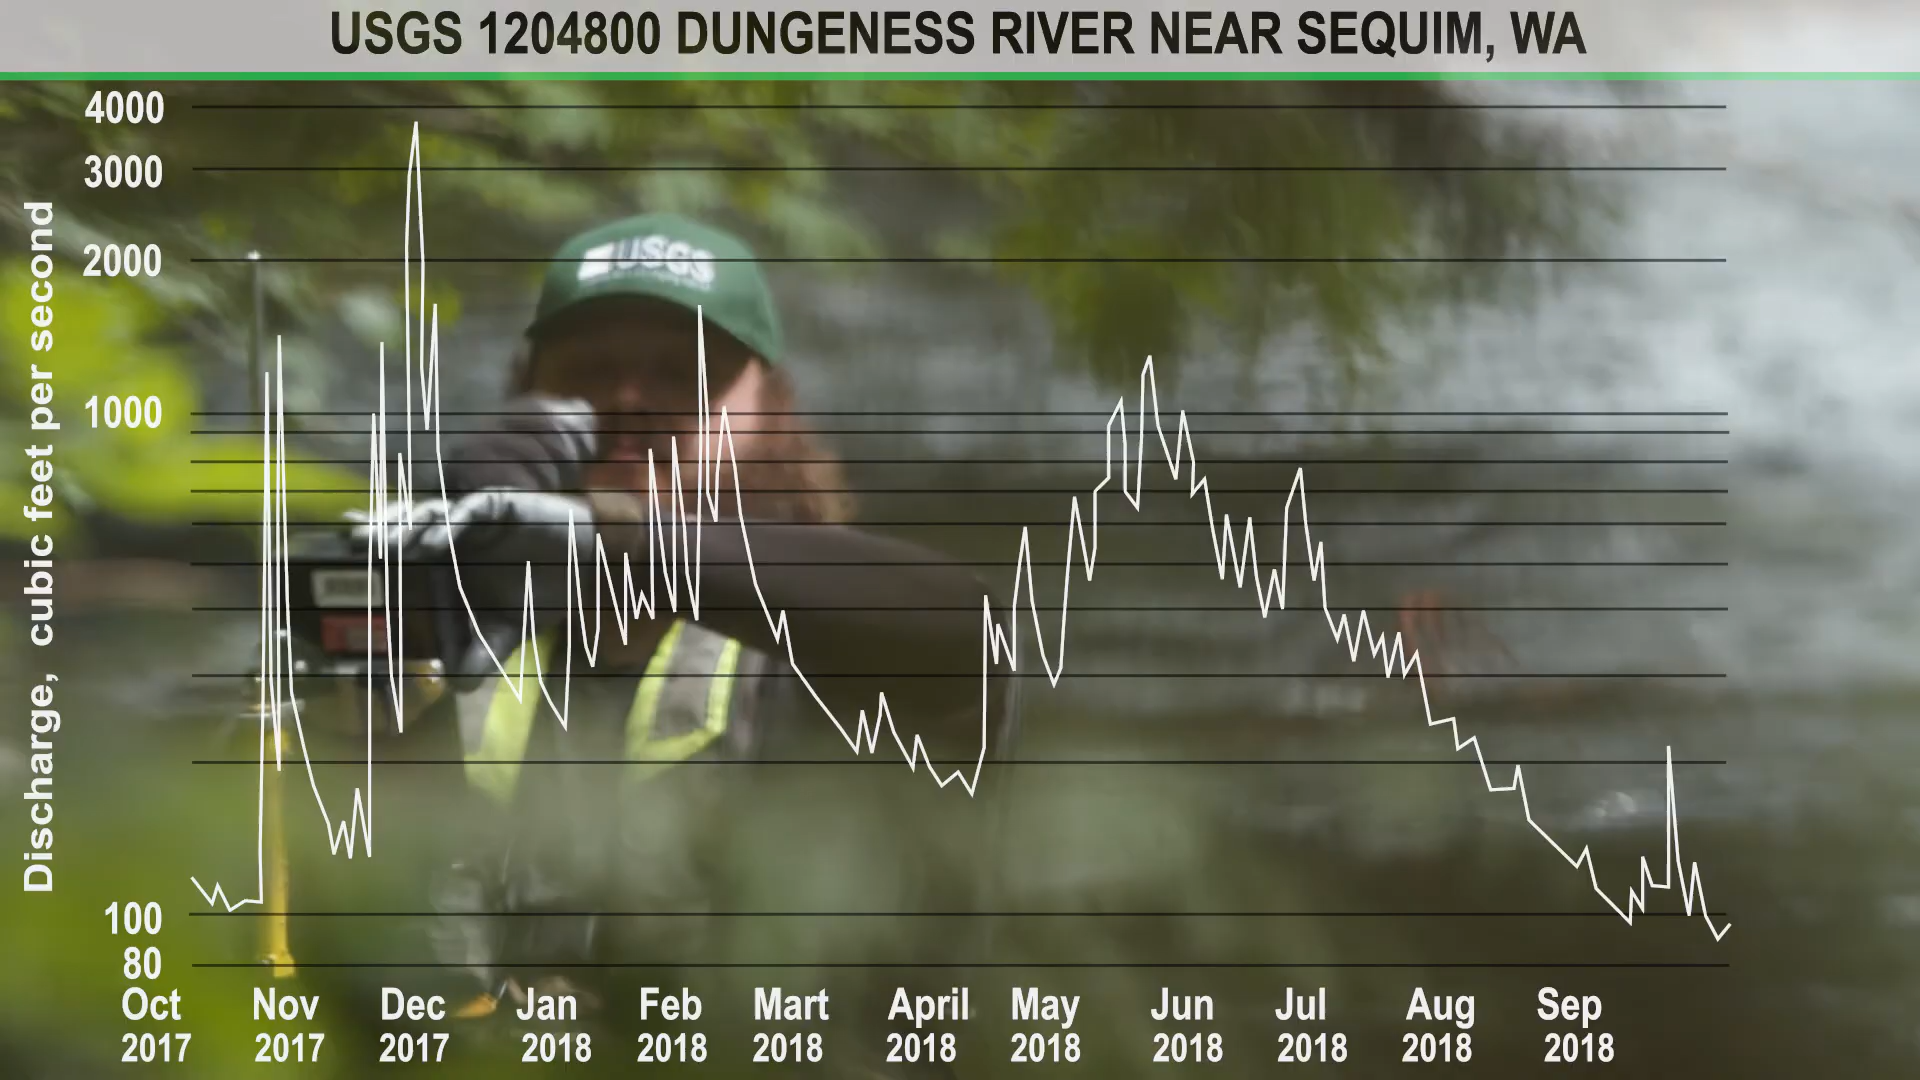 USGS 1204800 DUNGENESS RIVER NEAR SEQUIM, WA
4000
3000
2000
1000
100
80
Discharge, cubic feet per second
USGS
Oct Nov Dec Jan Feb Mart April May Jun Jul Aug Sep
2017 2017 2017 2018 2018 2018 2018 2018 2018 2018 2018 2018